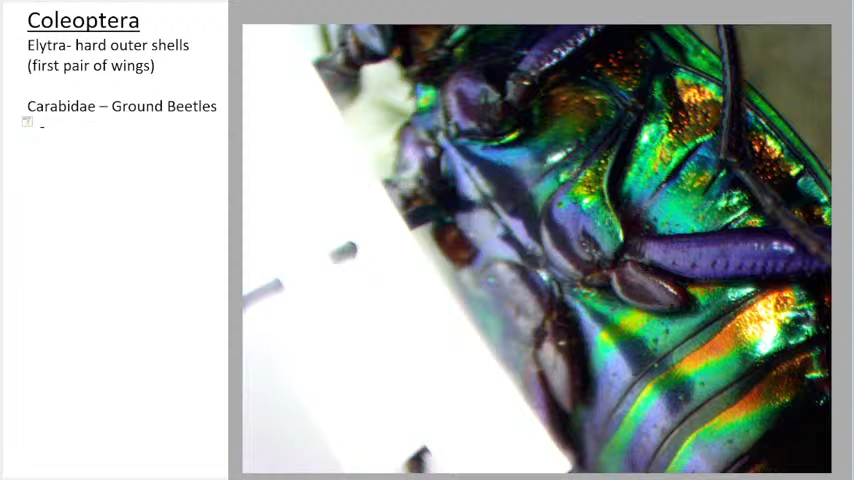 Coleoptera
Elytra- hard outer shells
(first pair of wings)
Carabidae – Ground Beetles
-